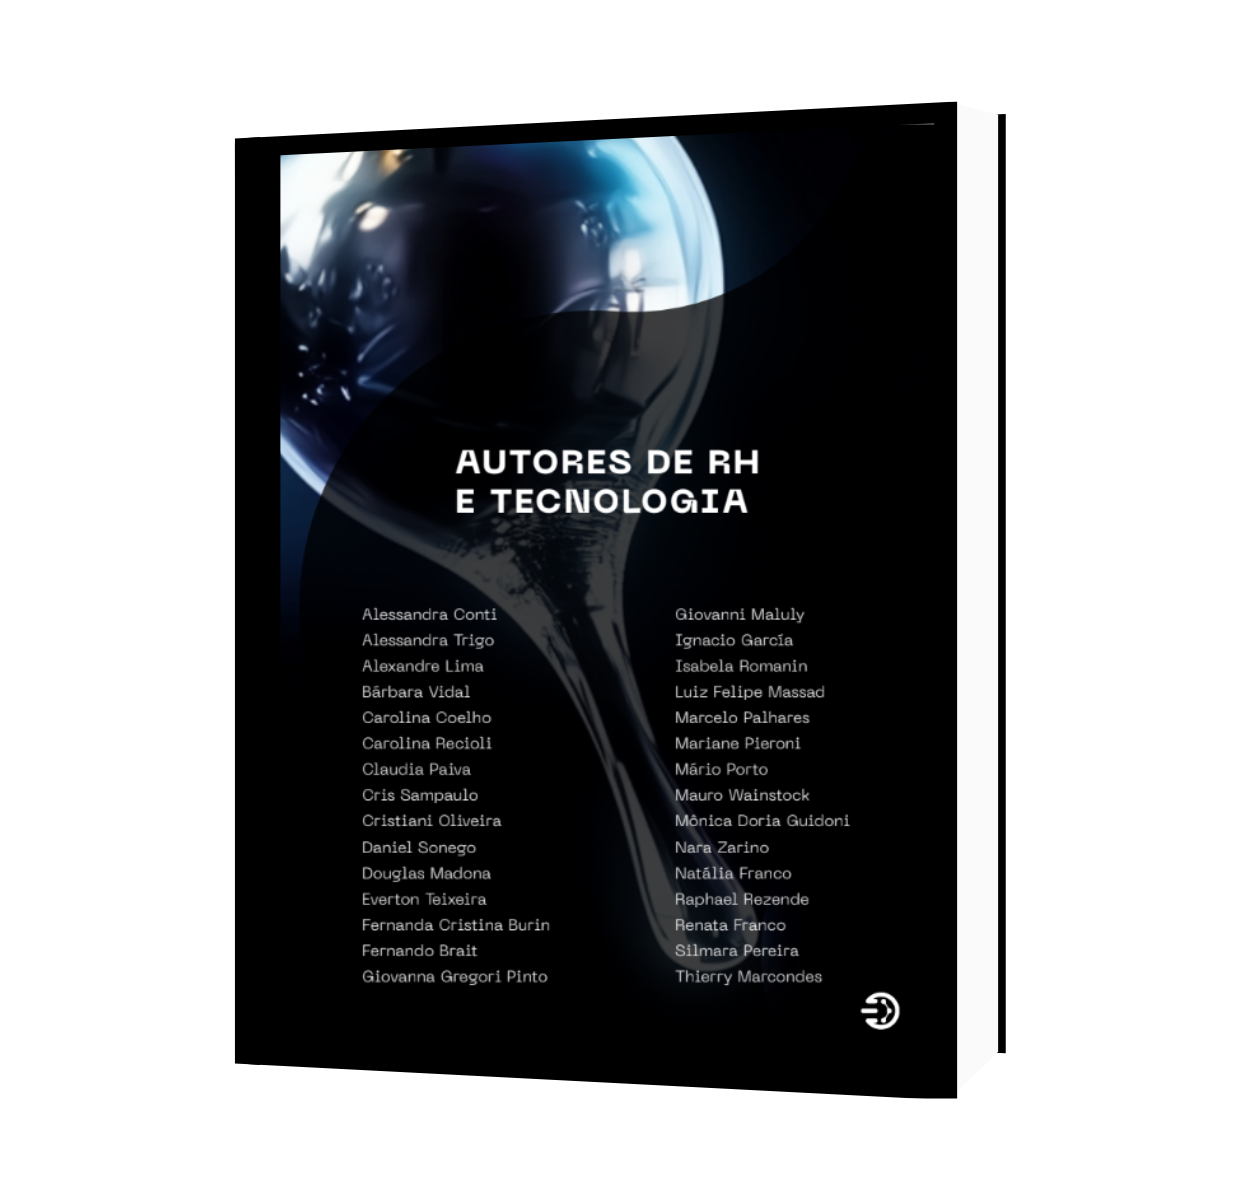 AUTORES DE RH
E TECNOLOGIA
Alessandra Conti
Alessandra Trigo
Alexandre Lima
Bárbara Vidal
Carolina Coelho
Carolina Recioli
Claudia Paiva
Cris Sampaulo
Cristiani Oliveira
Daniel Sonego
Douglas Madona
Everton Teixeira
Fernanda Cristina Burin
Fernando Brait
Giovanna Gregori Pinto
Giovanni Maluly
Ignacio García
Isabela Romanin
Luiz Felipe Massad
Marcelo Palhares
Mariane Pieroni
Mário Porto
Mauro Wainstock
Mônica Doria Guidoni
Nara Zarino
Natália Franco
Raphael Rezende
Renata Franco
Silmara Pereira
Thierry Marcondes